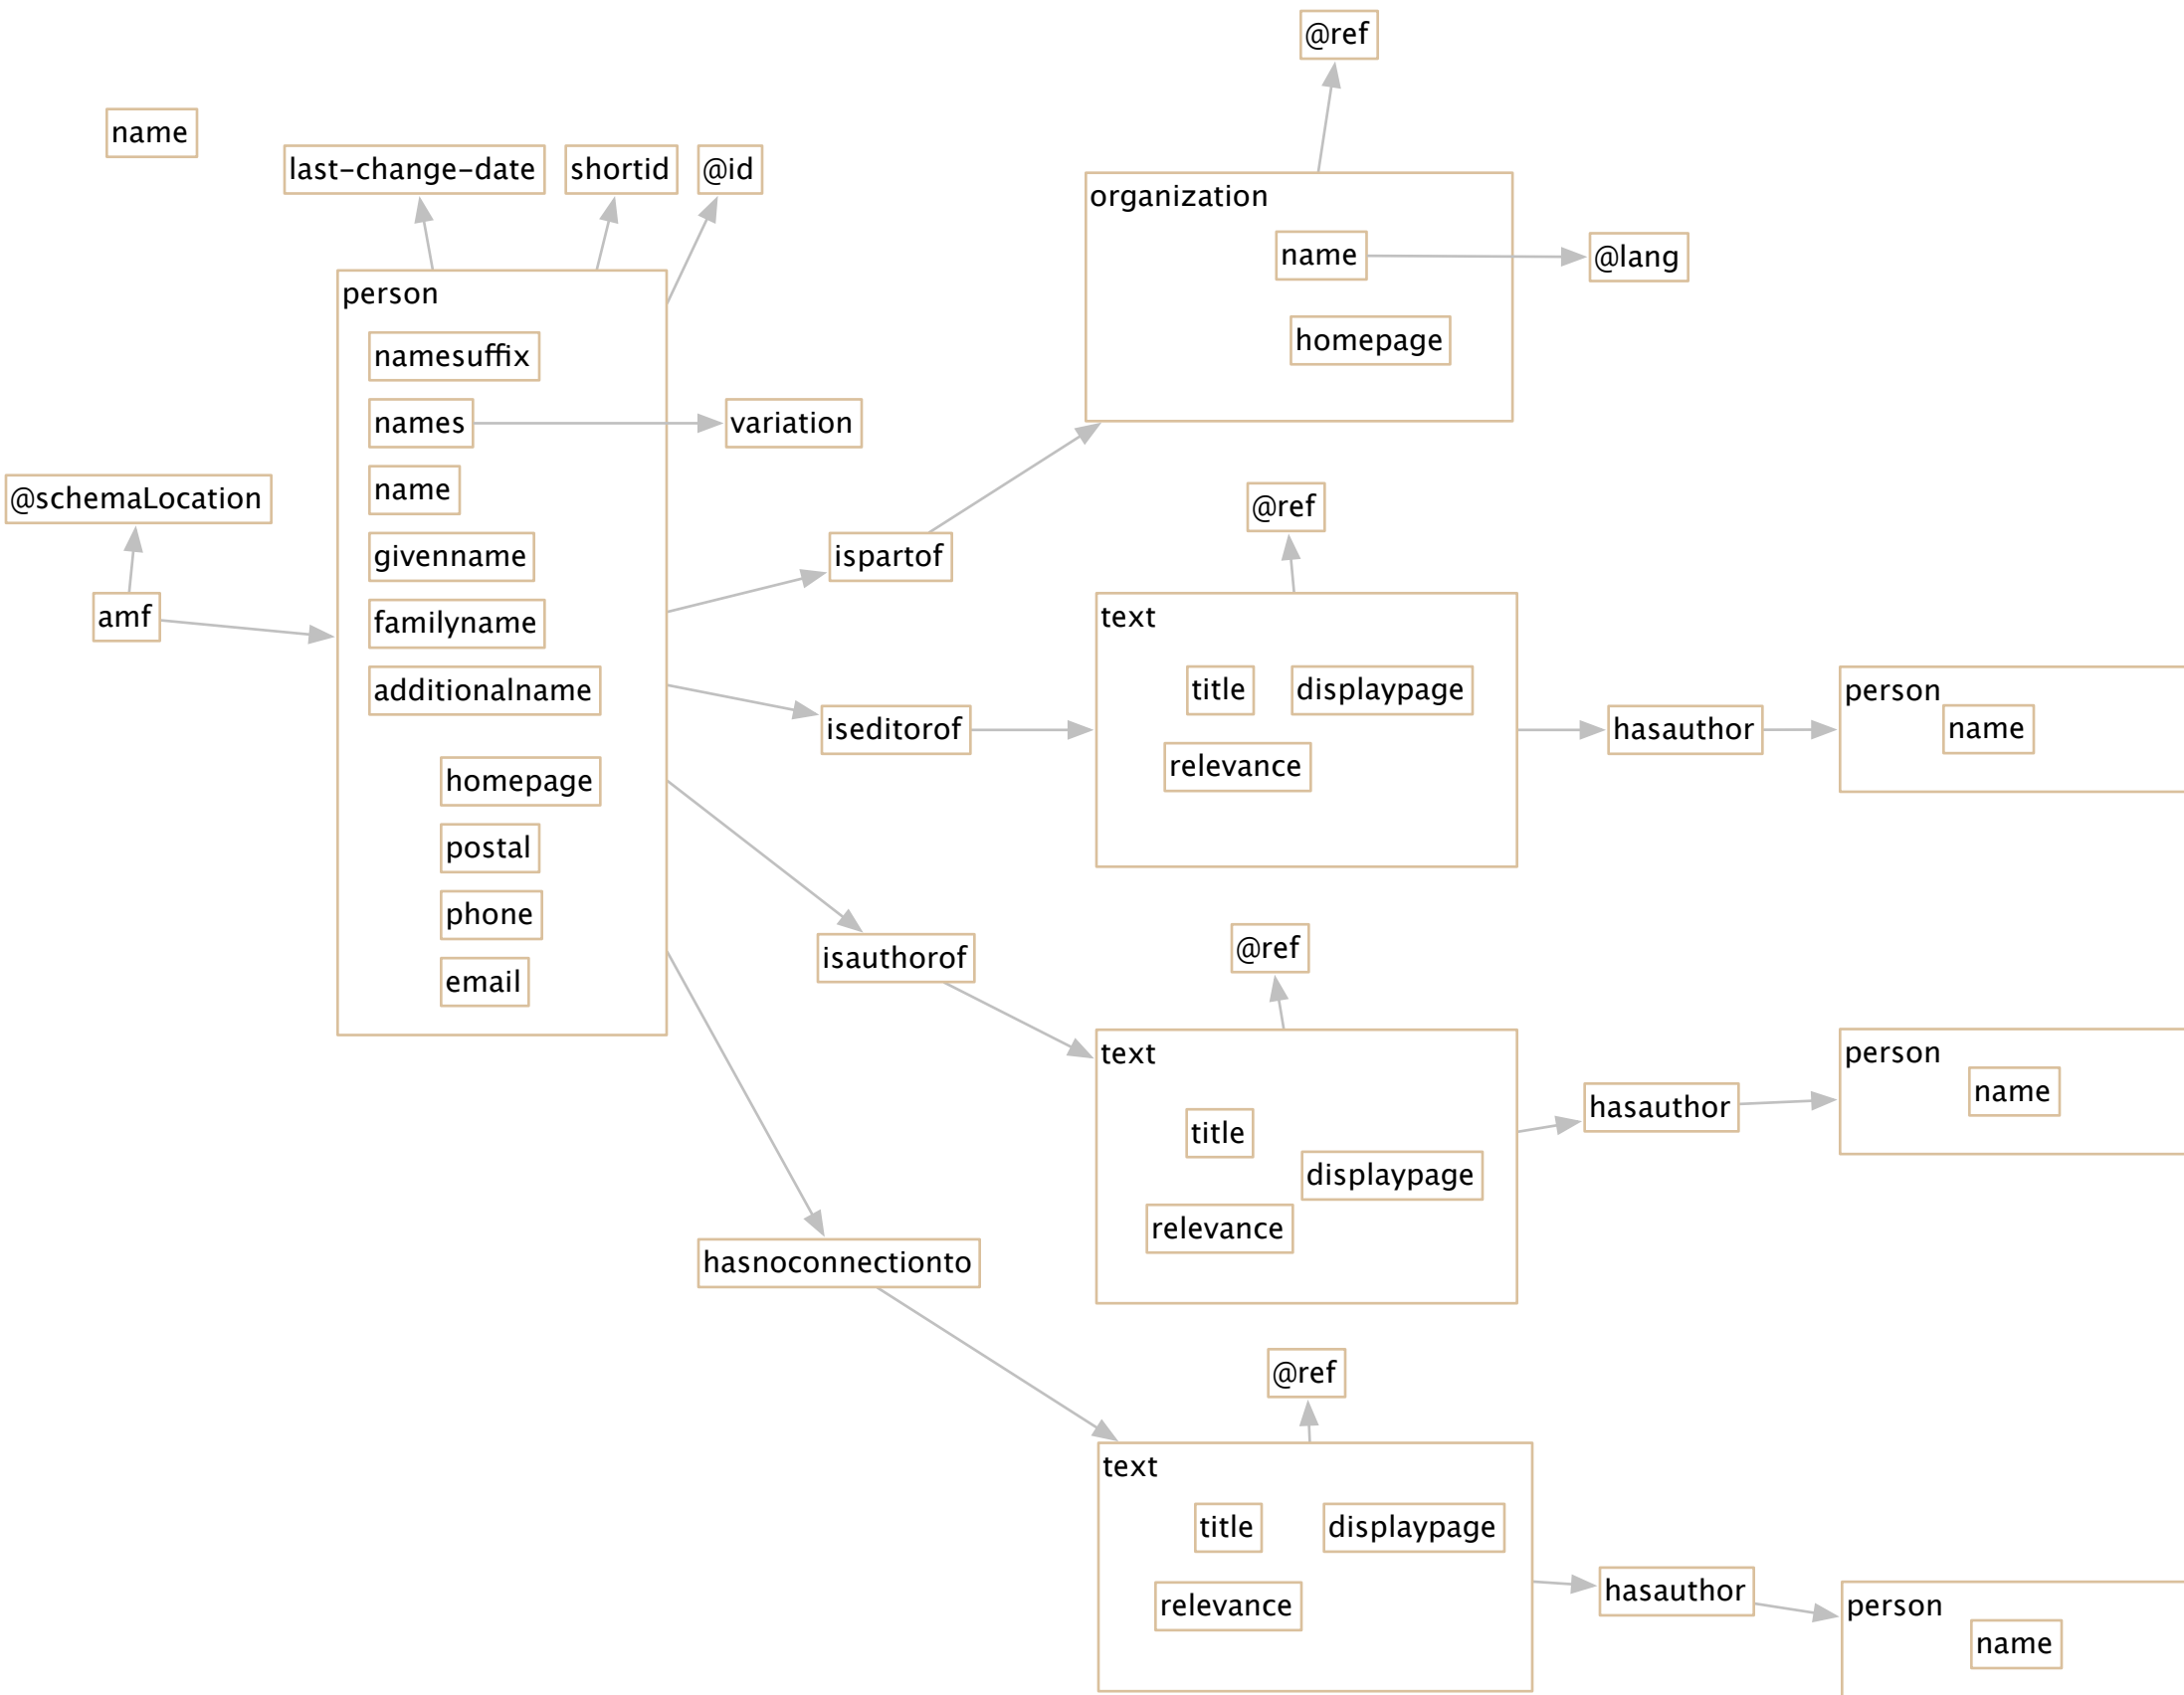 @ref
name
last-change-date
shortid
@id
organization
name
@lang
homepage
person
namesuffix
names
variation
name
givenname
familyname
additionalname
homepage
postal
phone
email
@schemaLocation
amf
ispartof
iseditorof
isauthorof
hasnoconnectionto
@ref
text
title
displaypage
relevance
hasauthor
person
name
@ref
text
title
displaypage
relevance
hasauthor
person
name
@ref
text
title
displaypage
relevance
hasauthor
person
name